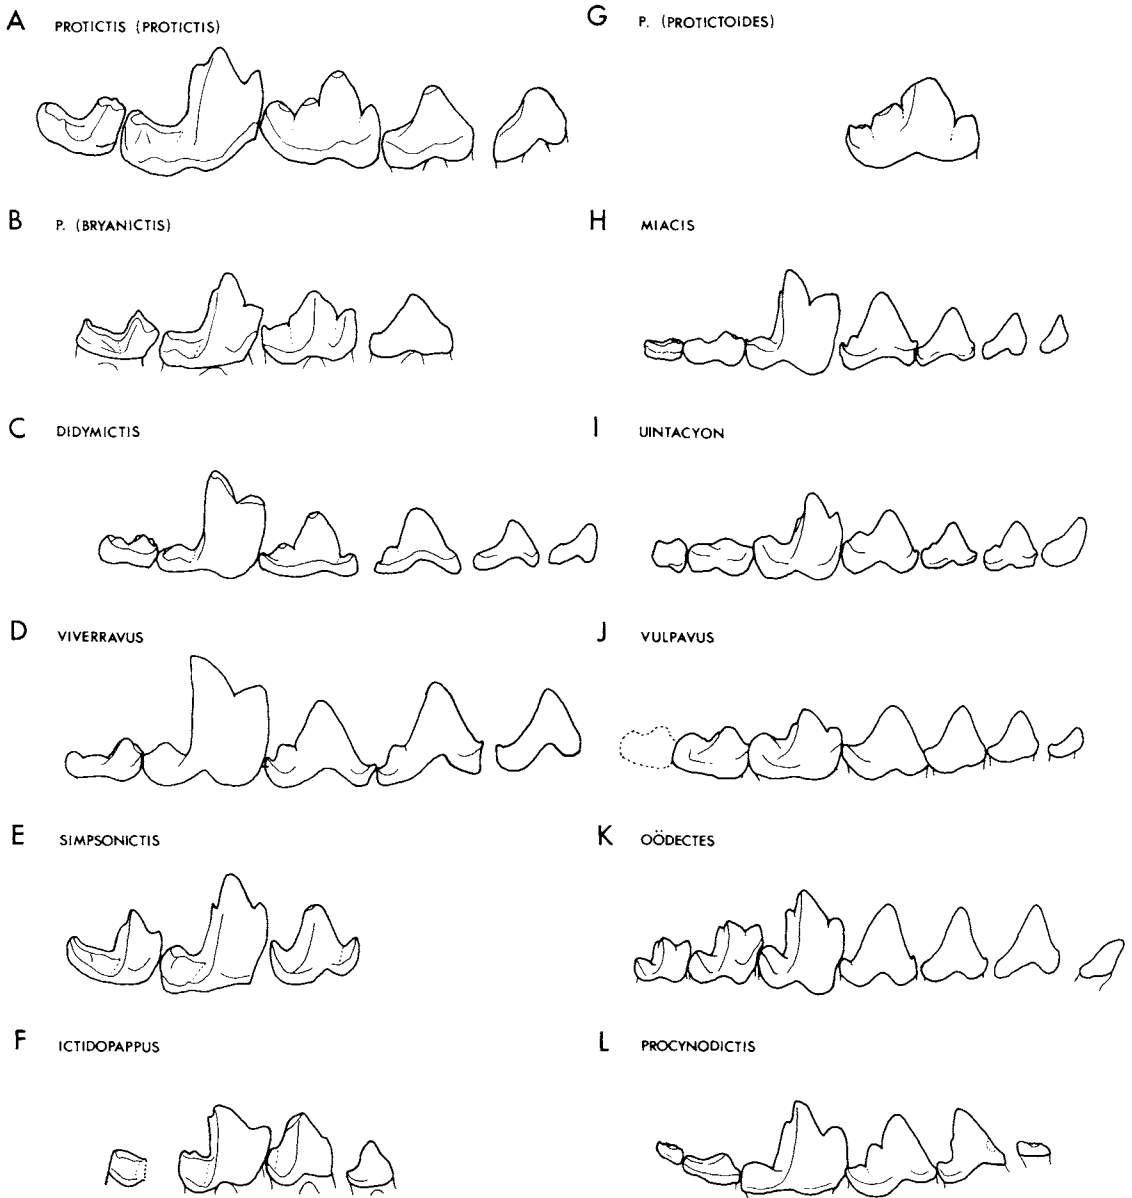 A PROTICTIS (PROTICTIS)
B P. (BRYANICTIS)
C DIDYMICTIS
D VIVERRAVUS
E SIMPSONICTIS
F ICTIDOPAPPUS
G P. (PROTICTOIDES)
H MIACIS
I UINTACYON
J VULPAVUS
K OÖDECTES
L PROCYNODICTIS